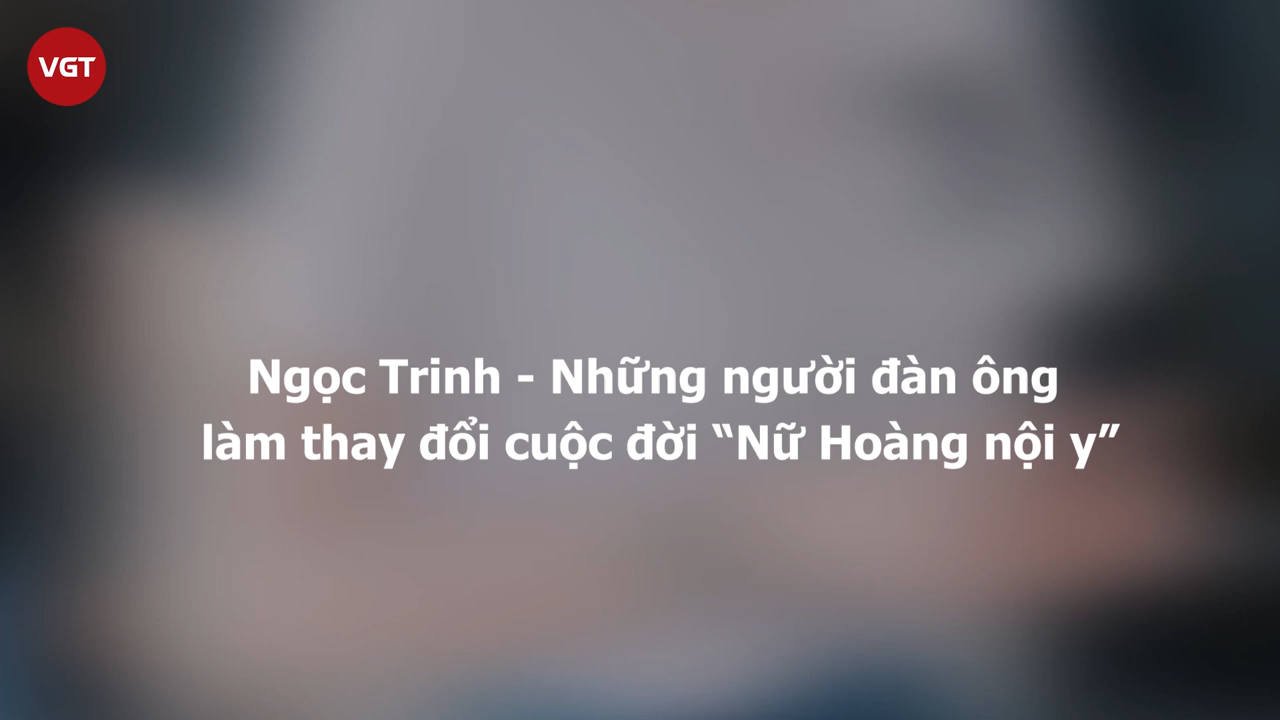 VGT
Ngọc Trinh - Những người đàn ông
làm thay đổi cuộc đời “Nữ Hoàng nội y”